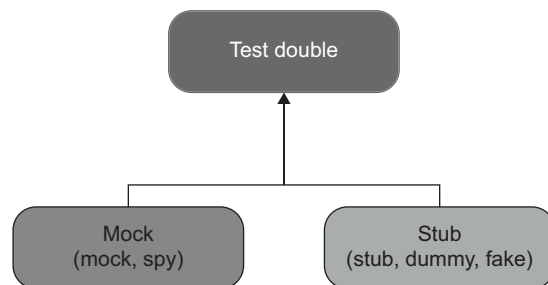 Test double
Mock
(mock, spy)
Stub
(stub, dummy, fake)